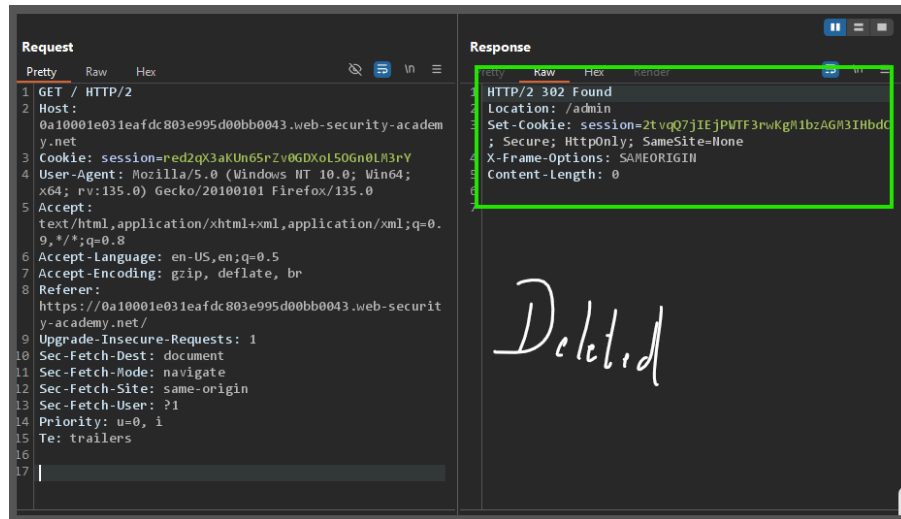 Request
Pretty Raw Hex \n
1 GET / HTTP/2
2 Host:
0a10001e031eafdc803e995d00bb0043.web-security-academ
y.net
3 Cookie: session=red2qX3aKUn65rZv0GDXoL5OGn0LM3rY
4 User-Agent: Mozilla/5.0 (Windows NT 10.0; Win64;
x64; rv:135.0) Gecko/20100101 Firefox/135.0
5 Accept:
text/html,application/xhtml+xml,application/xml;q=0.
9,*/*;q=0.8
6 Accept-Language: en-US,en;q=0.5
7 Accept-Encoding: gzip, deflate, br
8 Referer:
https://0a10001e031eafdc803e995d00bb0043.web-securit
y-academy.net/
9 Upgrade-Insecure-Requests: 1
10 Sec-Fetch-Dest: document
11 Sec-Fetch-Mode: navigate
12 Sec-Fetch-Site: same-origin
13 Sec-Fetch-User: ?1
14 Priority: u=0, i
15 Te: trailers
16
17
Response
Pretty Raw Hex Render \n
1 HTTP/2 302 Found
2 Location: /admin
3 Set-Cookie: session=2tvqQ7jIEjPWTF3rwKgM1bzAGM3IHbdC
; Secure; HttpOnly; SameSite=None
4 X-Frame-Options: SAMEORIGIN
5 Content-Length: 0
6
7
Deleted